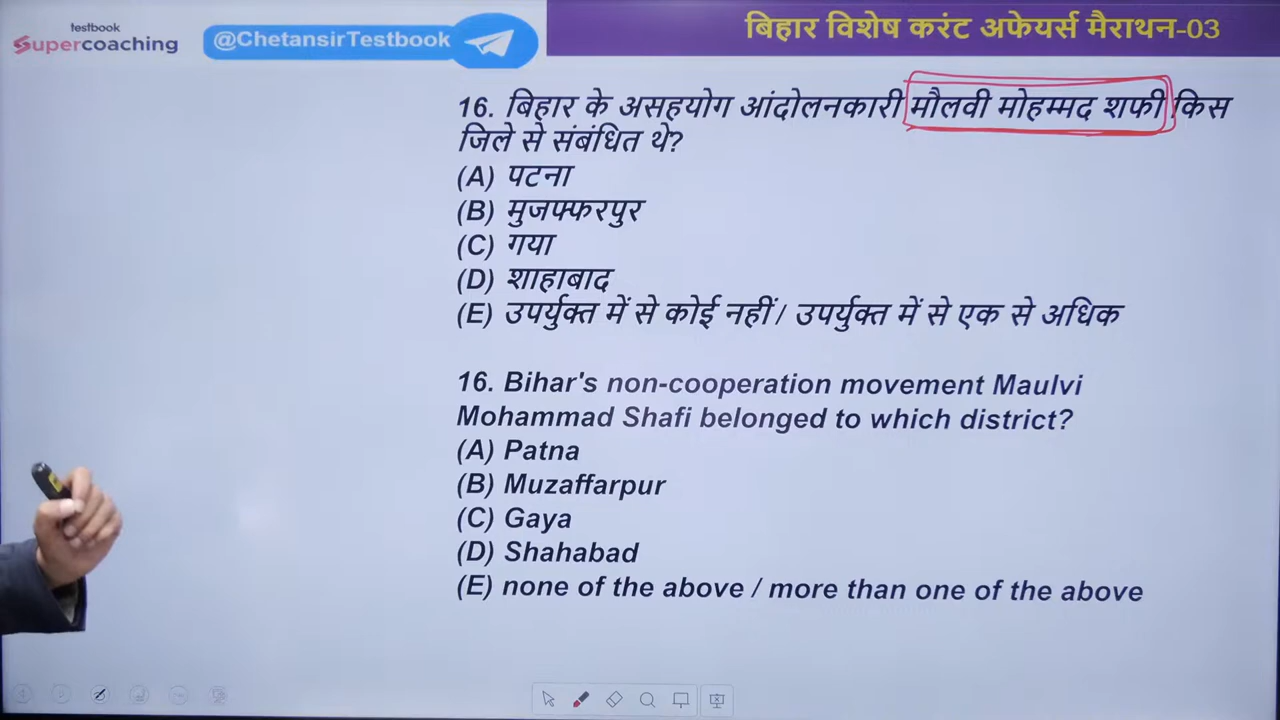 testbook
Supercoaching
@ChetansirTestbook
बिहार विशेष करंट अफेयर्स मैराथन-03
16. बिहार के असहयोग आंदोलनकारी मौलवी मोहम्मद शफी किस
जिले से संबंधित थे?
(A) पटना
(B) मुजफ्फरपुर
(C) गया
(D) शाहाबाद
(E) उपर्युक्त में से कोई नहीं/ उपर्युक्त में से एक से अधिक
16. Bihar's non-cooperation movement Maulvi
Mohammad Shafi belonged to which district?
(A) Patna
(B) Muzaffarpur
(C) Gaya
(D) Shahabad
(E) none of the above / more than one of the above